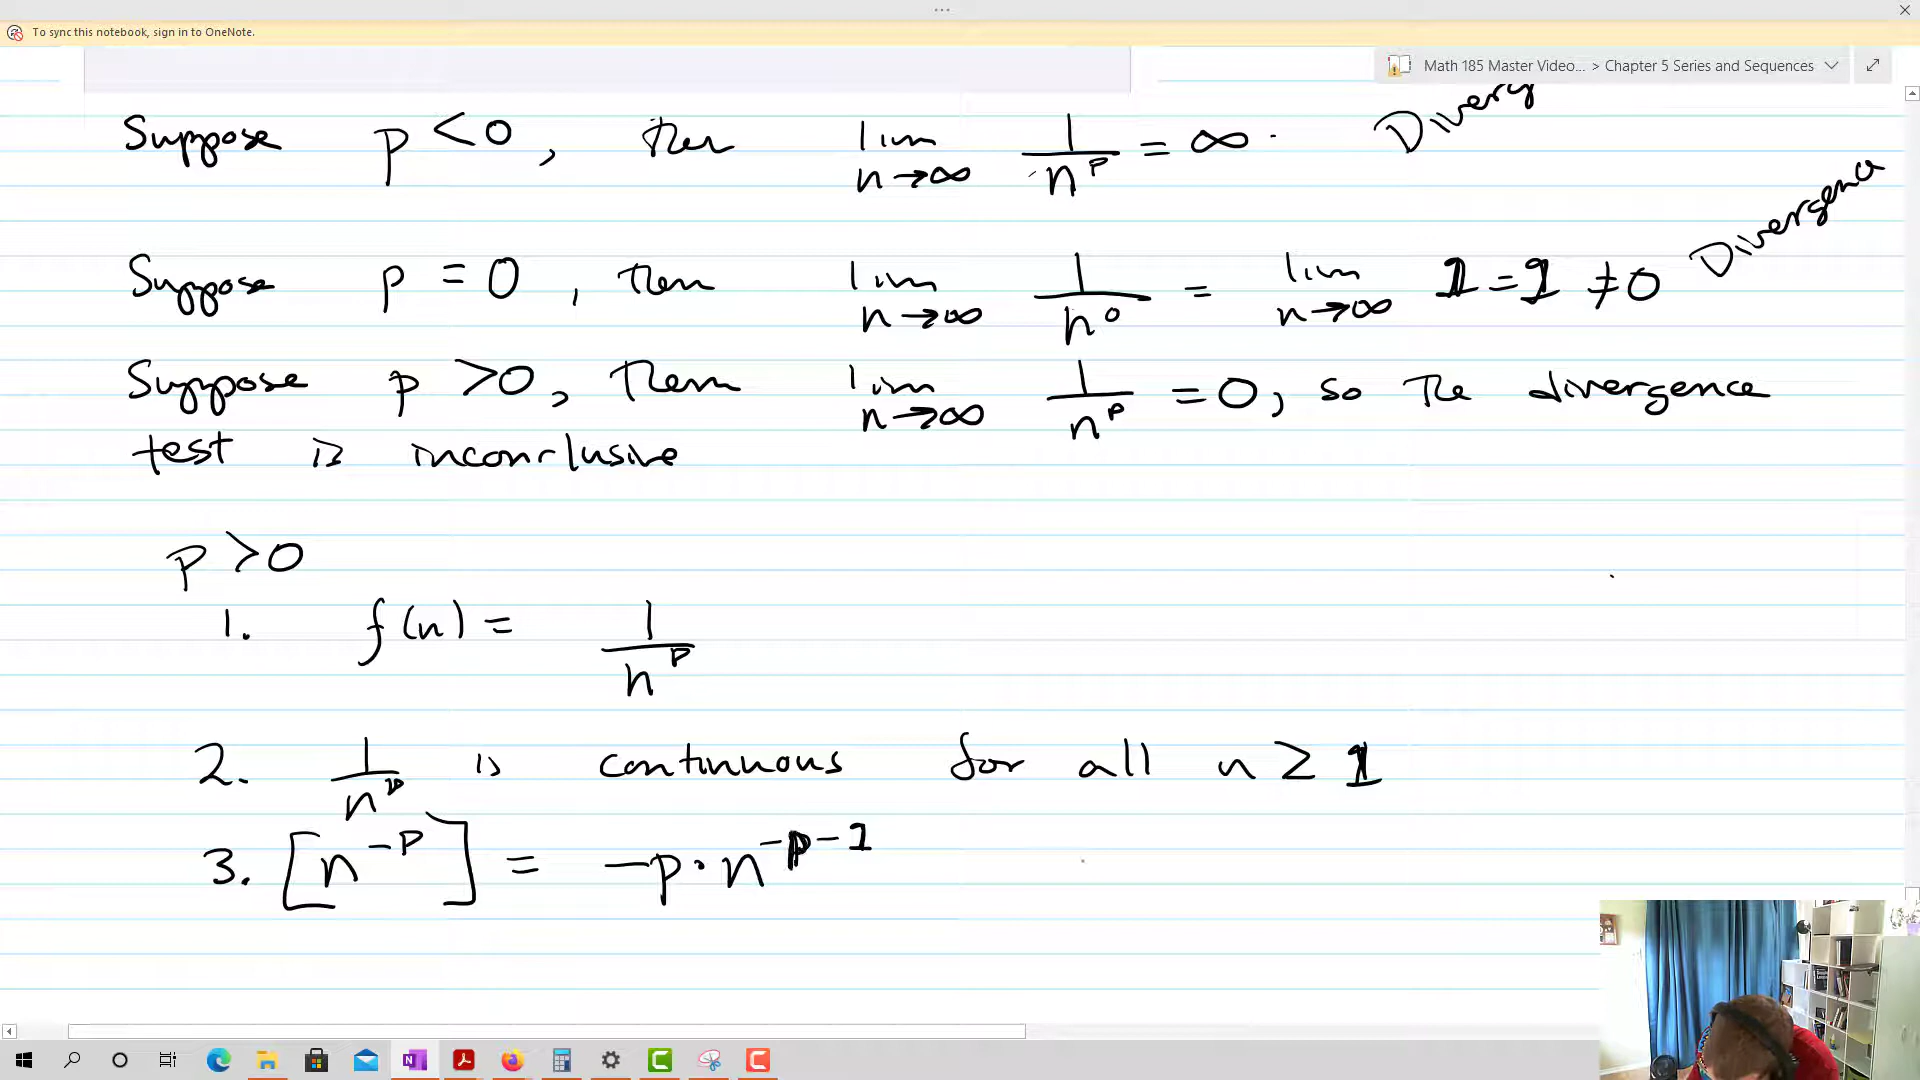 To sync this notebook, sign in to OneNote.
Math 185 Master Video... > Chapter 5 Series and Sequences
Suppose p < 0, then lim n→∞ 1/n^p = ∞. Diverg
Suppose p = 0, then lim n→∞ 1/n^0 = lim n→∞ 1 = 1 ≠ 0 Divergence
Suppose p > 0, then lim n→∞ 1/n^p = 0, so the divergence
test is inconclusive
p > 0
1. f(n) = 1/n^p
2. 1/n^p is continuous for all n ≥ 1
3. [n^-p] = -p · n^-p-1